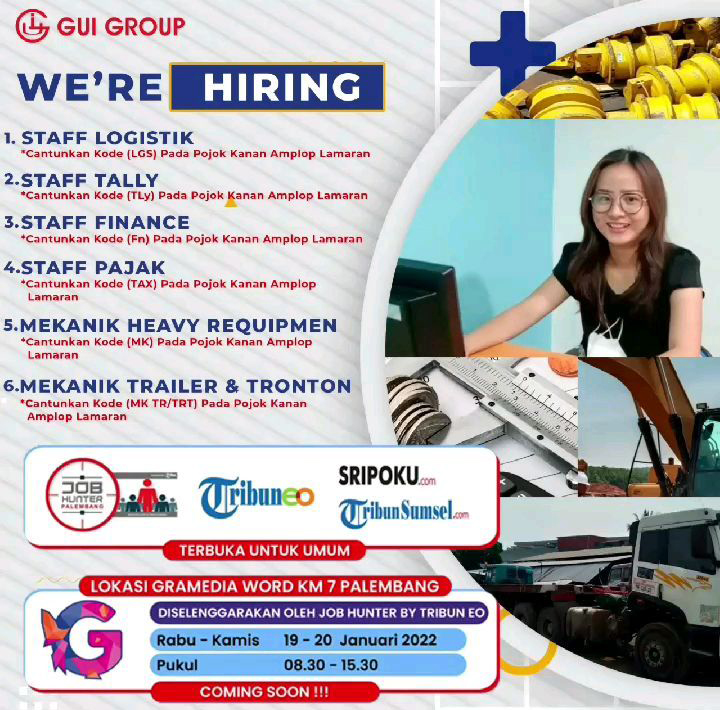 GUI GROUP
WE'RE HIRING
1. STAFF LOGISTIK
*Cantunkan Kode (LGS) Pada Pojok Kanan Amplop Lamaran
2.STAFF TALLY
*Cantunkan Kode (TLy) Pada Pojok Kanan Amplop Lamaran
3.STAFF FINANCE
*Cantunkan Kode (Fn) Pada Pojok Kanan Amplop Lamaran
4.STAFF PAJAK
*Cantunkan Kode (TAX) Pada Pojok Kanan Amplop
Lamaran
5.MEKANIK HEAVY REQUIPMEN
*Cantunkan Kode (MK) Pada Pojok Kanan Amplop
Lamaran
6.MEKANIK TRAILER & TRONTON
*Cantunkan Kode (MK TR/TRT) Pada Pojok Kanan
Amplop Lamaran
JOB
HUNTER
PALEMBANG
Tribun eo
SRIPOKU.com
TribunSumsel.com
TERBUKA UNTUK UMUM
LOKASI GRAMEDIA WORD KM 7 PALEMBANG
G
DISELENGGARAKAN OLEH JOB HUNTER BY TRIBUN EO
Rabu - Kamis 19 - 20 Januari 2022
Pukul 08.30 - 15.30
COMING SOON !!!